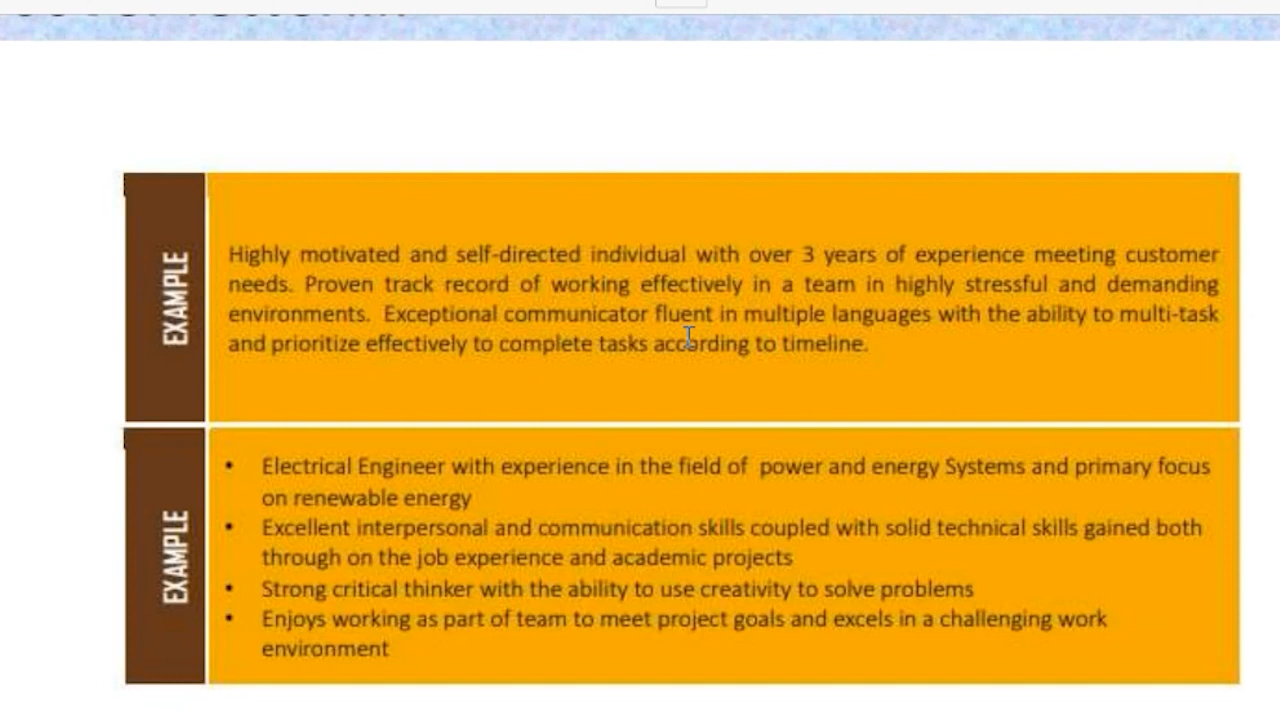 EXAMPLE
Highly motivated and self-directed individual with over 3 years of experience meeting customer
needs. Proven track record of working effectively in a team in highly stressful and demanding
environments. Exceptional communicator fluent in multiple languages with the ability to multi-task
and prioritize effectively to complete tasks according to timeline.
EXAMPLE
• Electrical Engineer with experience in the field of power and energy Systems and primary focus
on renewable energy
• Excellent interpersonal and communication skills coupled with solid technical skills gained both
through on the job experience and academic projects
• Strong critical thinker with the ability to use creativity to solve problems
• Enjoys working as part of team to meet project goals and excels in a challenging work
environment